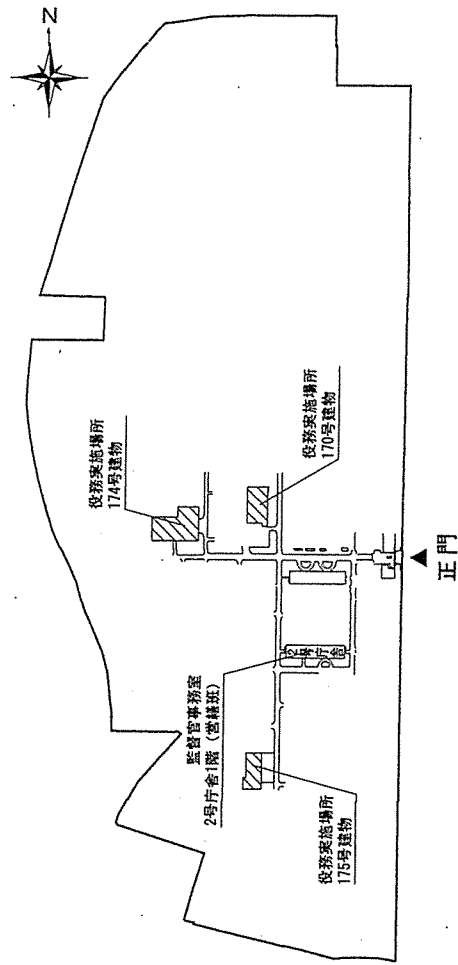 N
役務実施場所
174号建物
役務実施場所
170号建物
監督官事務室
2号庁舎1階（営繕班）
2号庁舎
役務実施場所
175号建物
正門